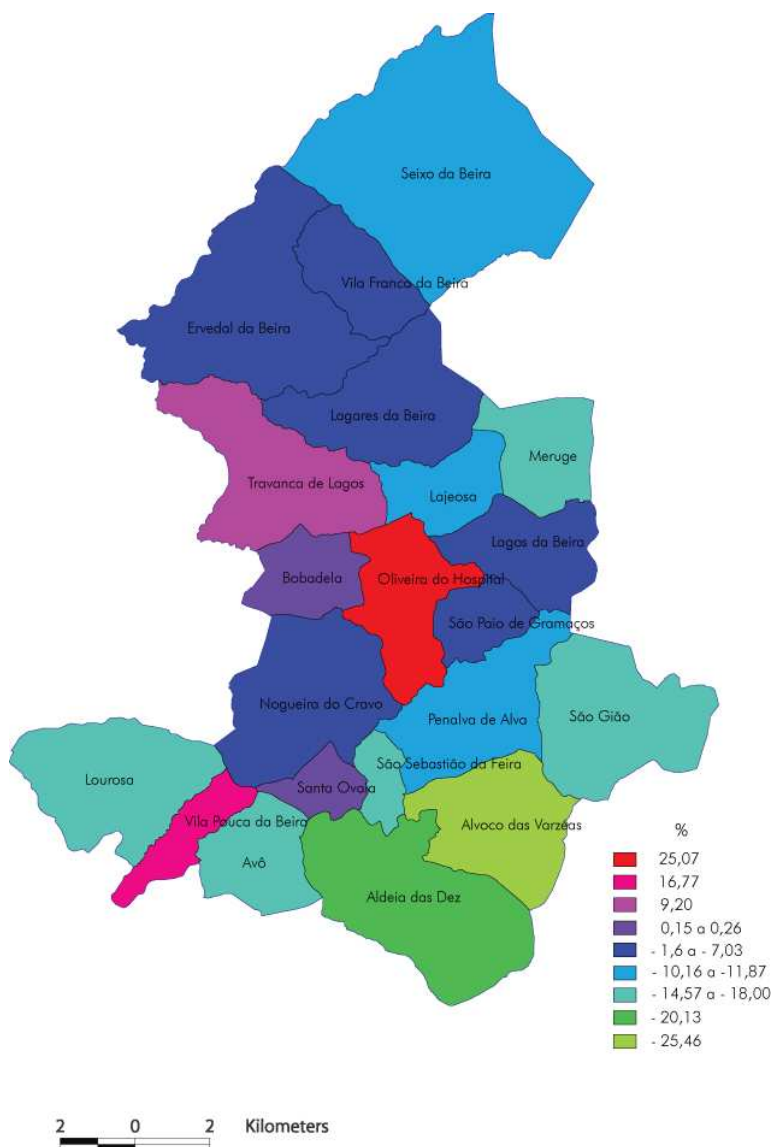 Seixo da Beira
Vila Franca da Beira
Ervedal da Beira
Lagares da Beira
Meruge
Travanca de Lagos
Lajeosa
Lagos da Beira
Bobadela
Oliveira do Hospital
São Paio de Gramaços
Nogueira do Cravo
Penalva de Alva
São Gião
Lourosa
São Sebastião da Feira
Santa Ovaia
Vila Pouca da Beira
Alvoco das Varzeas
Avô
Aldeia das Dez
%
25,07
16,77
9,20
0,15 a 0,26
- 1,6 a - 7,03
- 10,16 a -11,87
- 14,57 a - 18,00
- 20,13
- 25,46
2 0 2 Kilometers